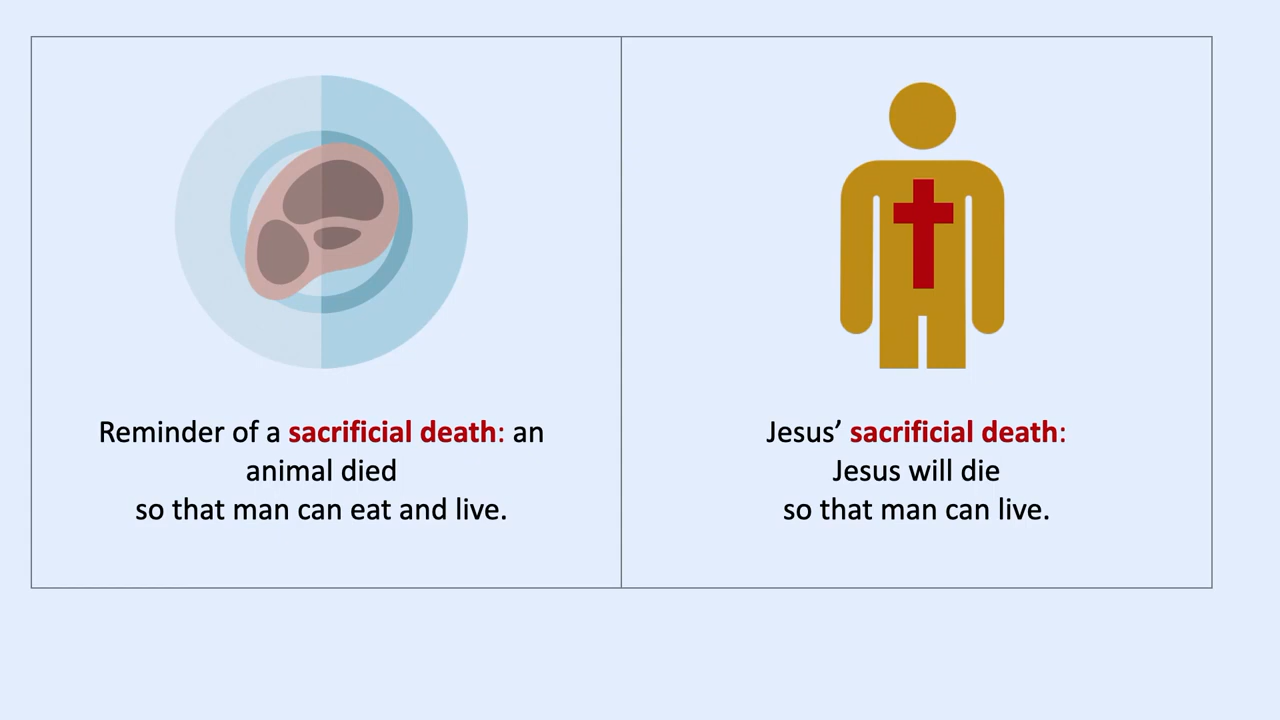 Reminder of a sacrificial death: an
animal died
so that man can eat and live.
Jesus’ sacrificial death:
Jesus will die
so that man can live.